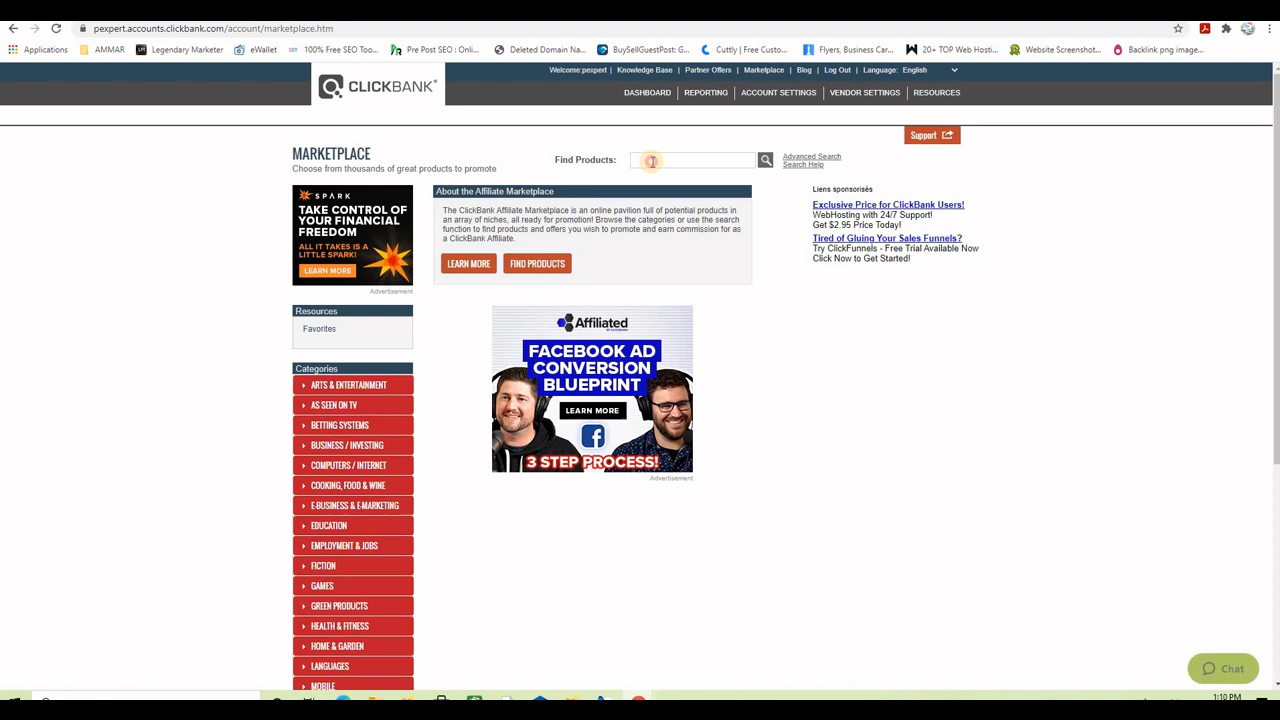 pexpert.accounts.clickbank.com/account/marketplace.htm
Applications AMMAR Legendary Marketer eWallet 100% Free SEO Too... Pre Post SEO : Onli... Deleted Domain Na... BuySellGuestPost: G... Cuttly | Free Custo... Flyers, Business Car... 20+ TOP Web Hosti... Website Screenshot... Backlink png image...
Welcome:pexpert | Knowledge Base | Partner Offers | Marketplace | Blog | Log Out | Language: English
CLICKBANK
DASHBOARD REPORTING ACCOUNT SETTINGS VENDOR SETTINGS RESOURCES
Support
MARKETPLACE
Choose from thousands of great products to promote
Find Products:
Advanced Search
Search Help
SPARK
TAKE CONTROL
OF YOUR FINANCIAL
FREEDOM
ALL IT TAKES IS A
LITTLE SPARK!
LEARN MORE
Advertisement
About the Affiliate Marketplace
The ClickBank Affiliate Marketplace is an online pavilion full of potential products in
an array of niches, all ready for promotion! Browse the categories or use the search
function to find products and offers you wish to promote and earn commission for as
a ClickBank Affiliate.
LEARN MORE FIND PRODUCTS
Liens sponsorisés
Exclusive Price for ClickBank Users!
WebHosting with 24/7 Support!
Get $2.95 Price Today!
Tired of Gluing Your Sales Funnels?
Try ClickFunnels - Free Trial Available Now
Click Now to Get Started!
Resources
Favorites
Affiliated
BY CLICKBANK
FACEBOOK AD
CONVERSION
BLUEPRINT
LEARN MORE
3 STEP PROCESS!
Advertisement
Categories
ARTS & ENTERTAINMENT
AS SEEN ON TV
BETTING SYSTEMS
BUSINESS / INVESTING
COMPUTERS / INTERNET
COOKING, FOOD & WINE
E-BUSINESS & E-MARKETING
EDUCATION
EMPLOYMENT & JOBS
FICTION
GAMES
GREEN PRODUCTS
HEALTH & FITNESS
HOME & GARDEN
LANGUAGES
MOBILE
Chat
1:10 PM